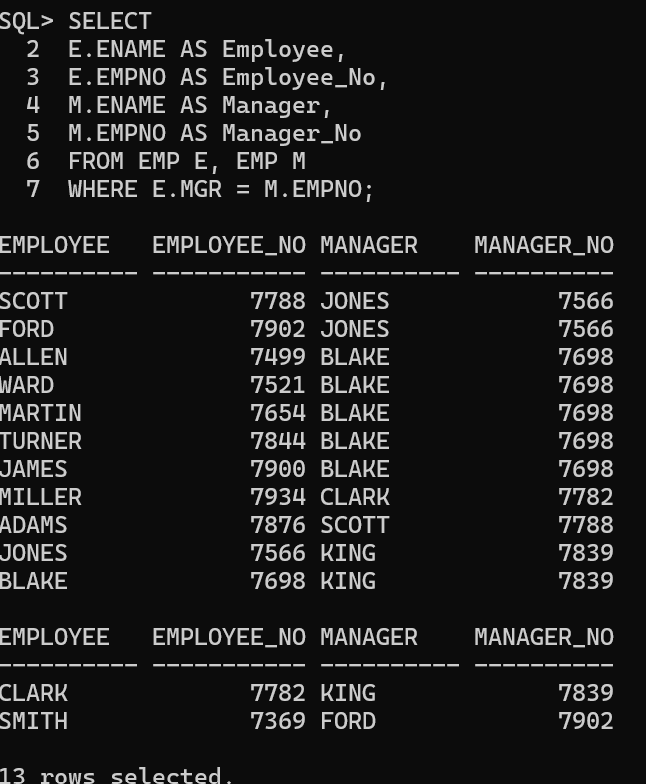 SQL> SELECT
  2  E.ENAME AS Employee,
  3  E.EMPNO AS Employee_No,
  4  M.ENAME AS Manager,
  5  M.EMPNO AS Manager_No
  6  FROM EMP E, EMP M
  7  WHERE E.MGR = M.EMPNO;

EMPLOYEE   EMPLOYEE_NO MANAGER    MANAGER_NO
---------- ----------- ---------- ----------
SCOTT             7788 JONES            7566
FORD              7902 JONES            7566
ALLEN             7499 BLAKE            7698
WARD              7521 BLAKE            7698
MARTIN            7654 BLAKE            7698
TURNER            7844 BLAKE            7698
JAMES             7900 BLAKE            7698
MILLER            7934 CLARK            7782
ADAMS             7876 SCOTT            7788
JONES             7566 KING             7839
BLAKE             7698 KING             7839

EMPLOYEE   EMPLOYEE_NO MANAGER    MANAGER_NO
---------- ----------- ---------- ----------
CLARK             7782 KING             7839
SMITH             7369 FORD             7902

13 rows selected.